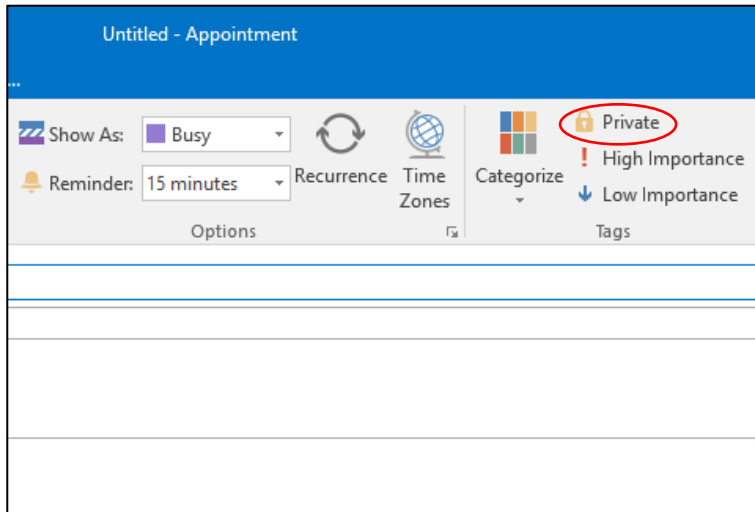 Untitled - Appointment
...
Show As: Busy
Reminder: 15 minutes
Recurrence
Time
Zones
Options
Categorize
Private
High Importance
Low Importance
Tags